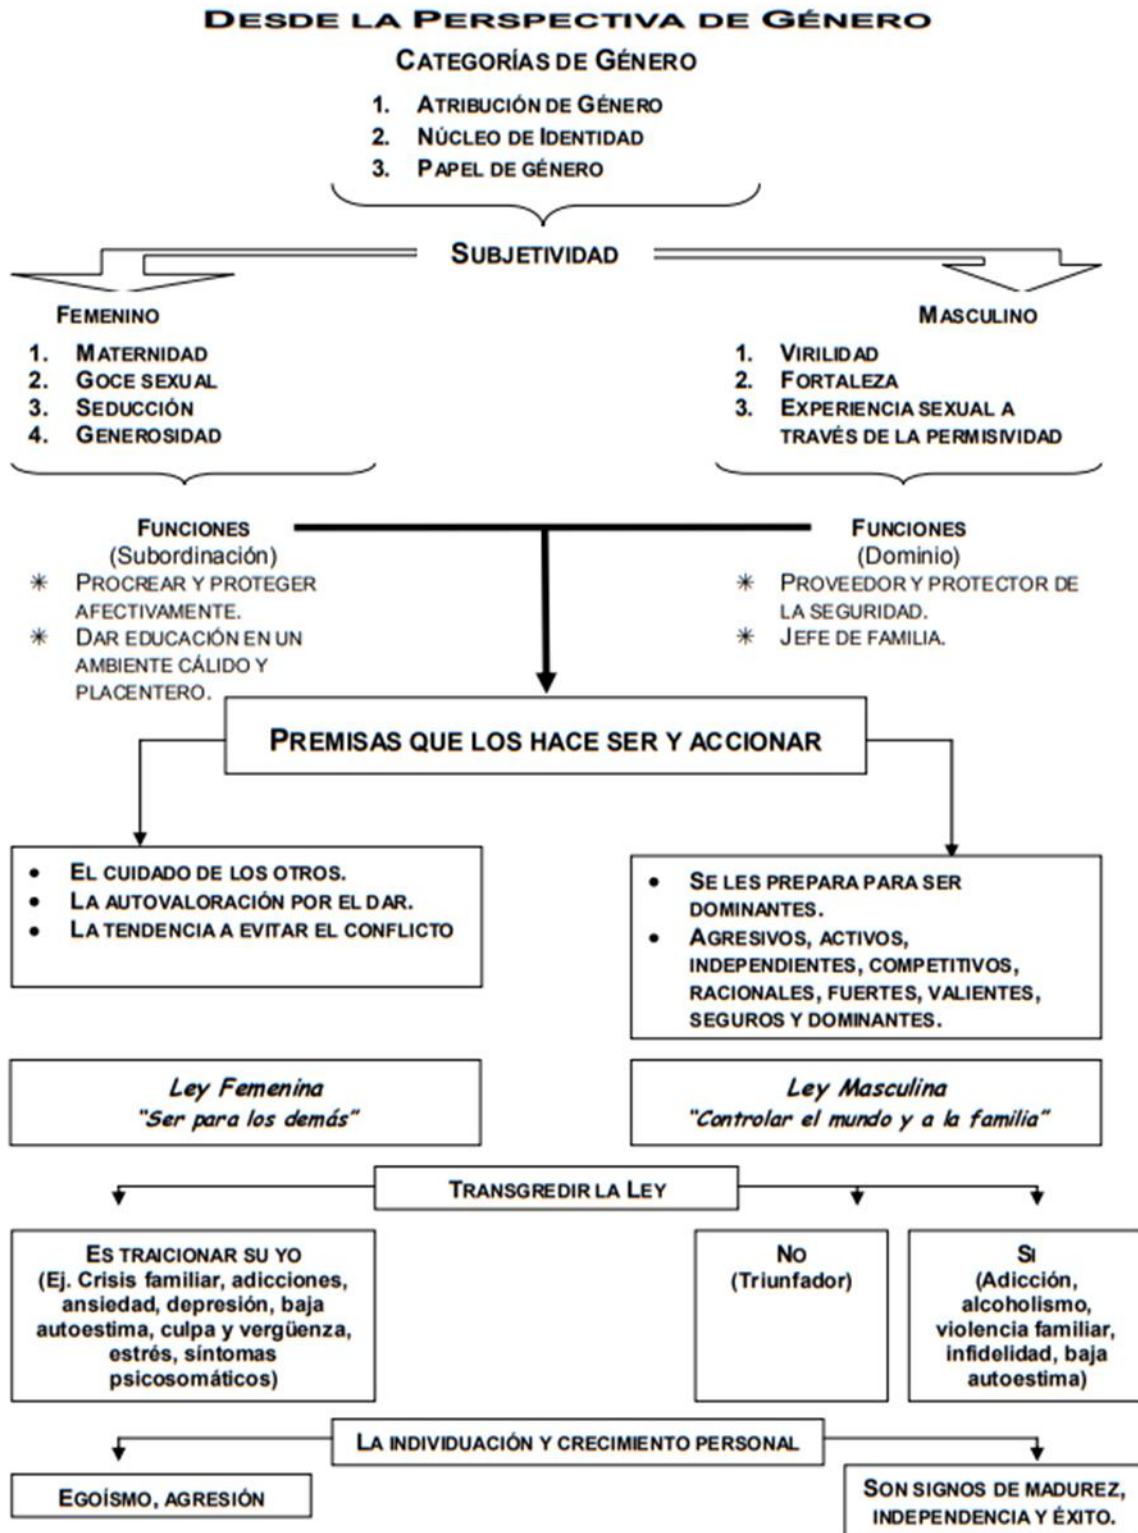 DESDE LA PERSPECTIVA DE GÉNERO
CATEGORÍAS DE GÉNERO
1. ATRIBUCIÓN DE GÉNERO
2. NÚCLEO DE IDENTIDAD
3. PAPEL DE GÉNERO
SUBJETIVIDAD
FEMENINO
1. MATERNIDAD
2. GOCE SEXUAL
3. SEDUCCIÓN
4. GENEROSIDAD
MASCULINO
1. VIRILIDAD
2. FORTALEZA
3. EXPERIENCIA SEXUAL A
TRAVÉS DE LA PERMISIVIDAD
FUNCIONES
(Subordinación)
✳ PROCREAR Y PROTEGER
AFECTIVAMENTE.
✳ DAR EDUCACIÓN EN UN
AMBIENTE CÁLIDO Y
PLACENTERO.
FUNCIONES
(Dominio)
✳ PROVEEDOR Y PROTECTOR DE
LA SEGURIDAD.
✳ JEFE DE FAMILIA.
PREMISAS QUE LOS HACE SER Y ACCIONAR
• EL CUIDADO DE LOS OTROS.
• LA AUTOVALORACIÓN POR EL DAR.
• LA TENDENCIA A EVITAR EL CONFLICTO
• SE LES PREPARA PARA SER
DOMINANTES.
• AGRESIVOS, ACTIVOS,
INDEPENDIENTES, COMPETITIVOS,
RACIONALES, FUERTES, VALIENTES,
SEGUROS Y DOMINANTES.
Ley Femenina
"Ser para los demás"
Ley Masculina
"Controlar el mundo y a la familia"
TRANSGREDIR LA LEY
ES TRAICIONAR SU YO
(Ej. Crisis familiar, adicciones,
ansiedad, depresión, baja
autoestima, culpa y vergüenza,
estrés, síntomas
psicosomáticos)
NO
(Triunfador)
SI
(Adicción,
alcoholismo,
violencia familiar,
infidelidad, baja
autoestima)
LA INDIVIDUACIÓN Y CRECIMIENTO PERSONAL
EGOÍSMO, AGRESIÓN
SON SIGNOS DE MADUREZ,
INDEPENDENCIA Y ÉXITO.